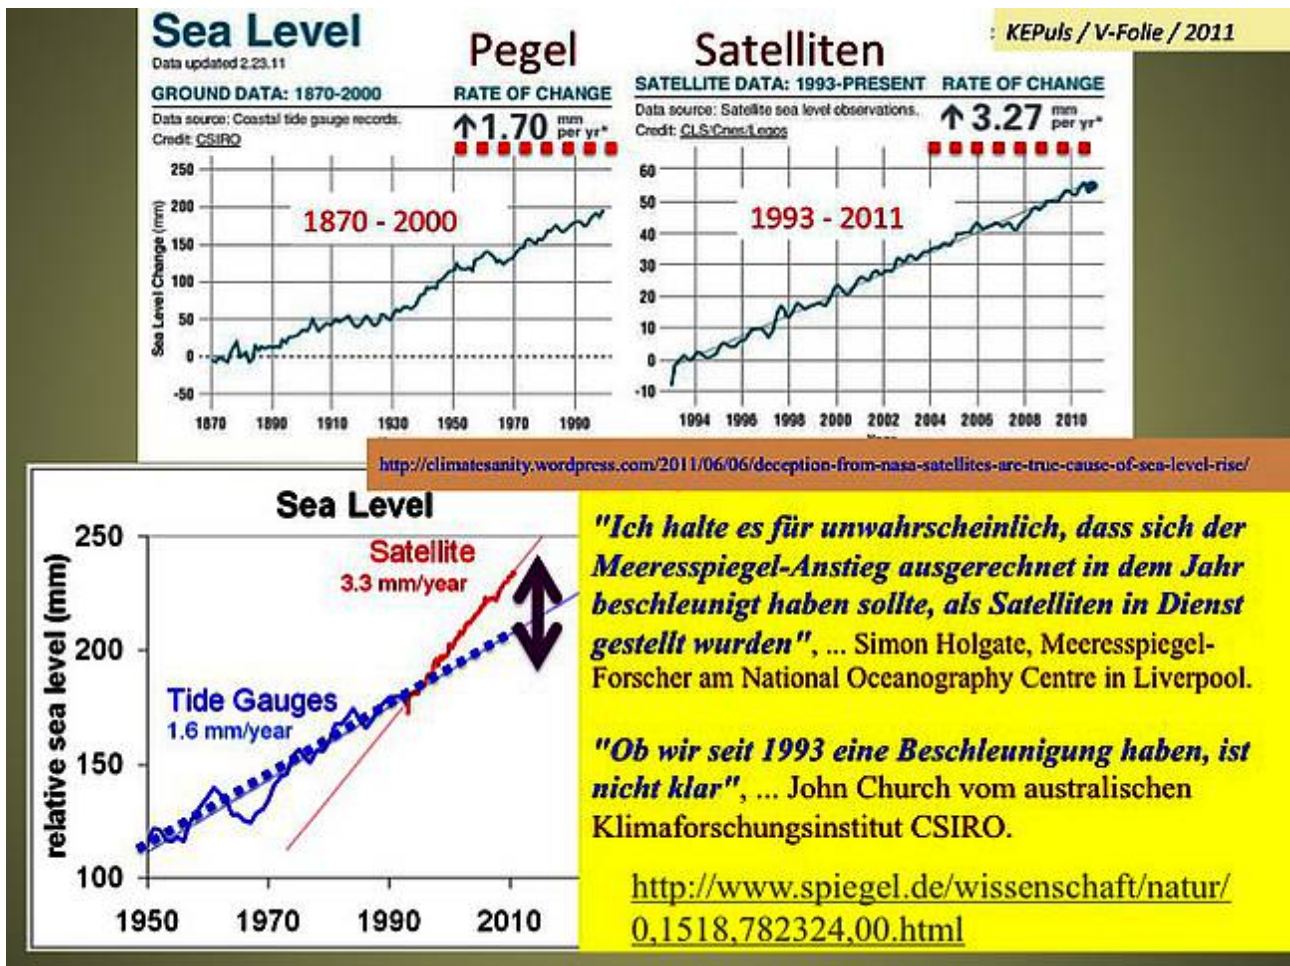 KEPuls / V-Folie / 2011
Sea Level
Data updated 2.23.11
Pegel
GROUND DATA: 1870-2000
RATE OF CHANGE
Data source: Coastal tide gauge records.
Credit: CSIRO
↑1.70 mm per yr*
1870 - 2000
Sea Level Change (mm)
250
200
150
100
50
0
-50
1870 1890 1910 1930 1950 1970 1990
Satelliten
SATELLITE DATA: 1993-PRESENT
RATE OF CHANGE
Data source: Satellite sea level observations.
Credit: CLS/Cnes/Legos
↑ 3.27 mm per yr*
1993 - 2011
60
50
40
30
20
10
0
-10
1994 1996 1998 2000 2002 2004 2006 2008 2010
http://climatesanity.wordpress.com/2011/06/06/deception-from-nasa-satellites-are-true-cause-of-sea-level-rise/
Sea Level
relative sea level (mm)
250
200
150
100
Satellite
3.3 mm/year
Tide Gauges
1.6 mm/year
1950 1970 1990 2010
"Ich halte es für unwahrscheinlich, dass sich der
Meeresspiegel-Anstieg ausgerechnet in dem Jahr
beschleunigt haben sollte, als Satelliten in Dienst
gestellt wurden", ... Simon Holgate, Meeresspiegel-
Forscher am National Oceanography Centre in Liverpool.
"Ob wir seit 1993 eine Beschleunigung haben, ist
nicht klar", ... John Church vom australischen
Klimaforschungsinstitut CSIRO.
http://www.spiegel.de/wissenschaft/natur/
0,1518,782324,00.html